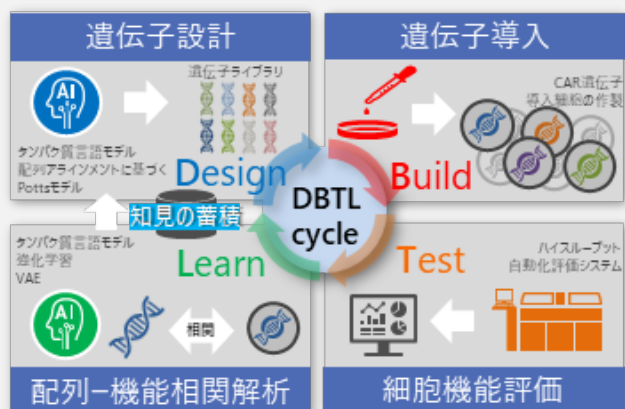 遺伝子設計
AI
遺伝子ライブラリ
タンパク質言語モデル
配列アラインメントに基づく
Pottsモデル
Design
遺伝子導入
CAR遺伝子
導入細胞の作製
Build
DBTL
cycle
知見の蓄積
タンパク質言語モデル
強化学習
VAE
Learn
AI
相関
配列−機能相関解析
Test
ハイスループット
自動化評価システム
細胞機能評価